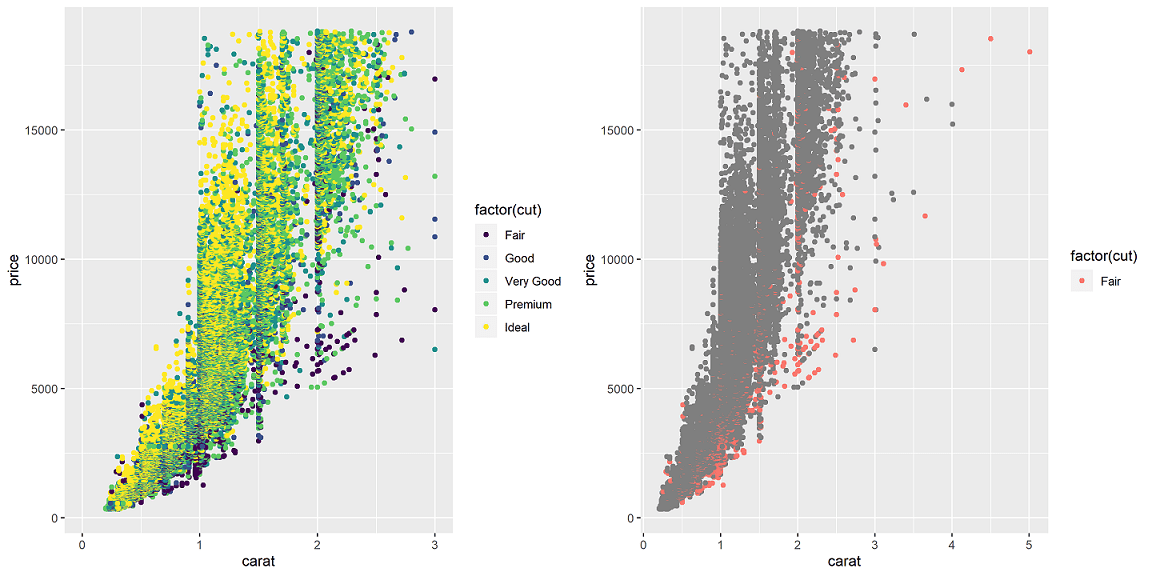 15000
10000
5000
0
price
0
1
2
3
carat
factor(cut)
Fair
Good
Very Good
Premium
Ideal
15000
10000
5000
0
price
0
1
2
3
4
5
carat
factor(cut)
Fair